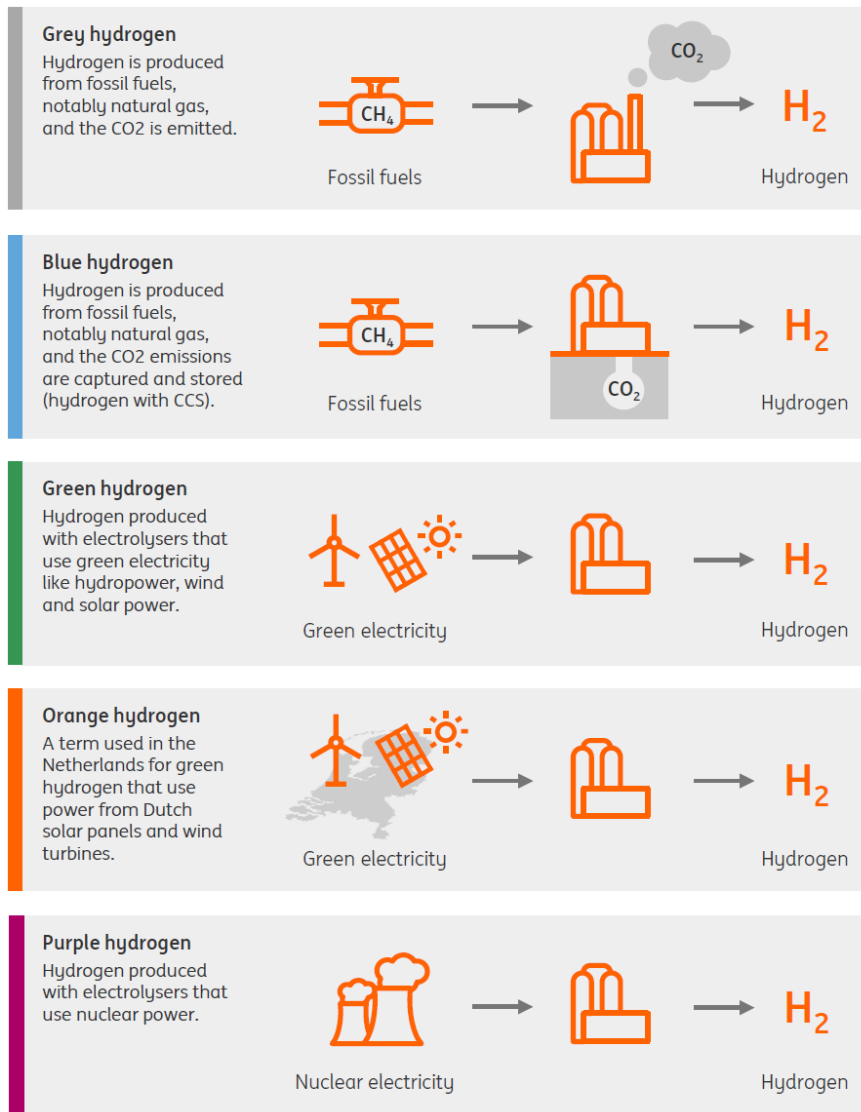 Grey hydrogen
Hydrogen is produced
from fossil fuels,
notably natural gas,
and the CO2 is emitted.
CH₄
CO₂
H₂
Fossil fuels
Hydrogen
Blue hydrogen
Hydrogen is produced
from fossil fuels,
notably natural gas,
and the CO2 emissions
are captured and stored
(hydrogen with CCS).
CH₄
CO₂
H₂
Fossil fuels
Hydrogen
Green hydrogen
Hydrogen produced
with electrolysers that
use green electricity
like hydropower, wind
and solar power.
H₂
Green electricity
Hydrogen
Orange hydrogen
A term used in the
Netherlands for green
hydrogen that use
power from Dutch
solar panels and wind
turbines.
H₂
Green electricity
Hydrogen
Purple hydrogen
Hydrogen produced
with electrolysers that
use nuclear power.
H₂
Nuclear electricity
Hydrogen